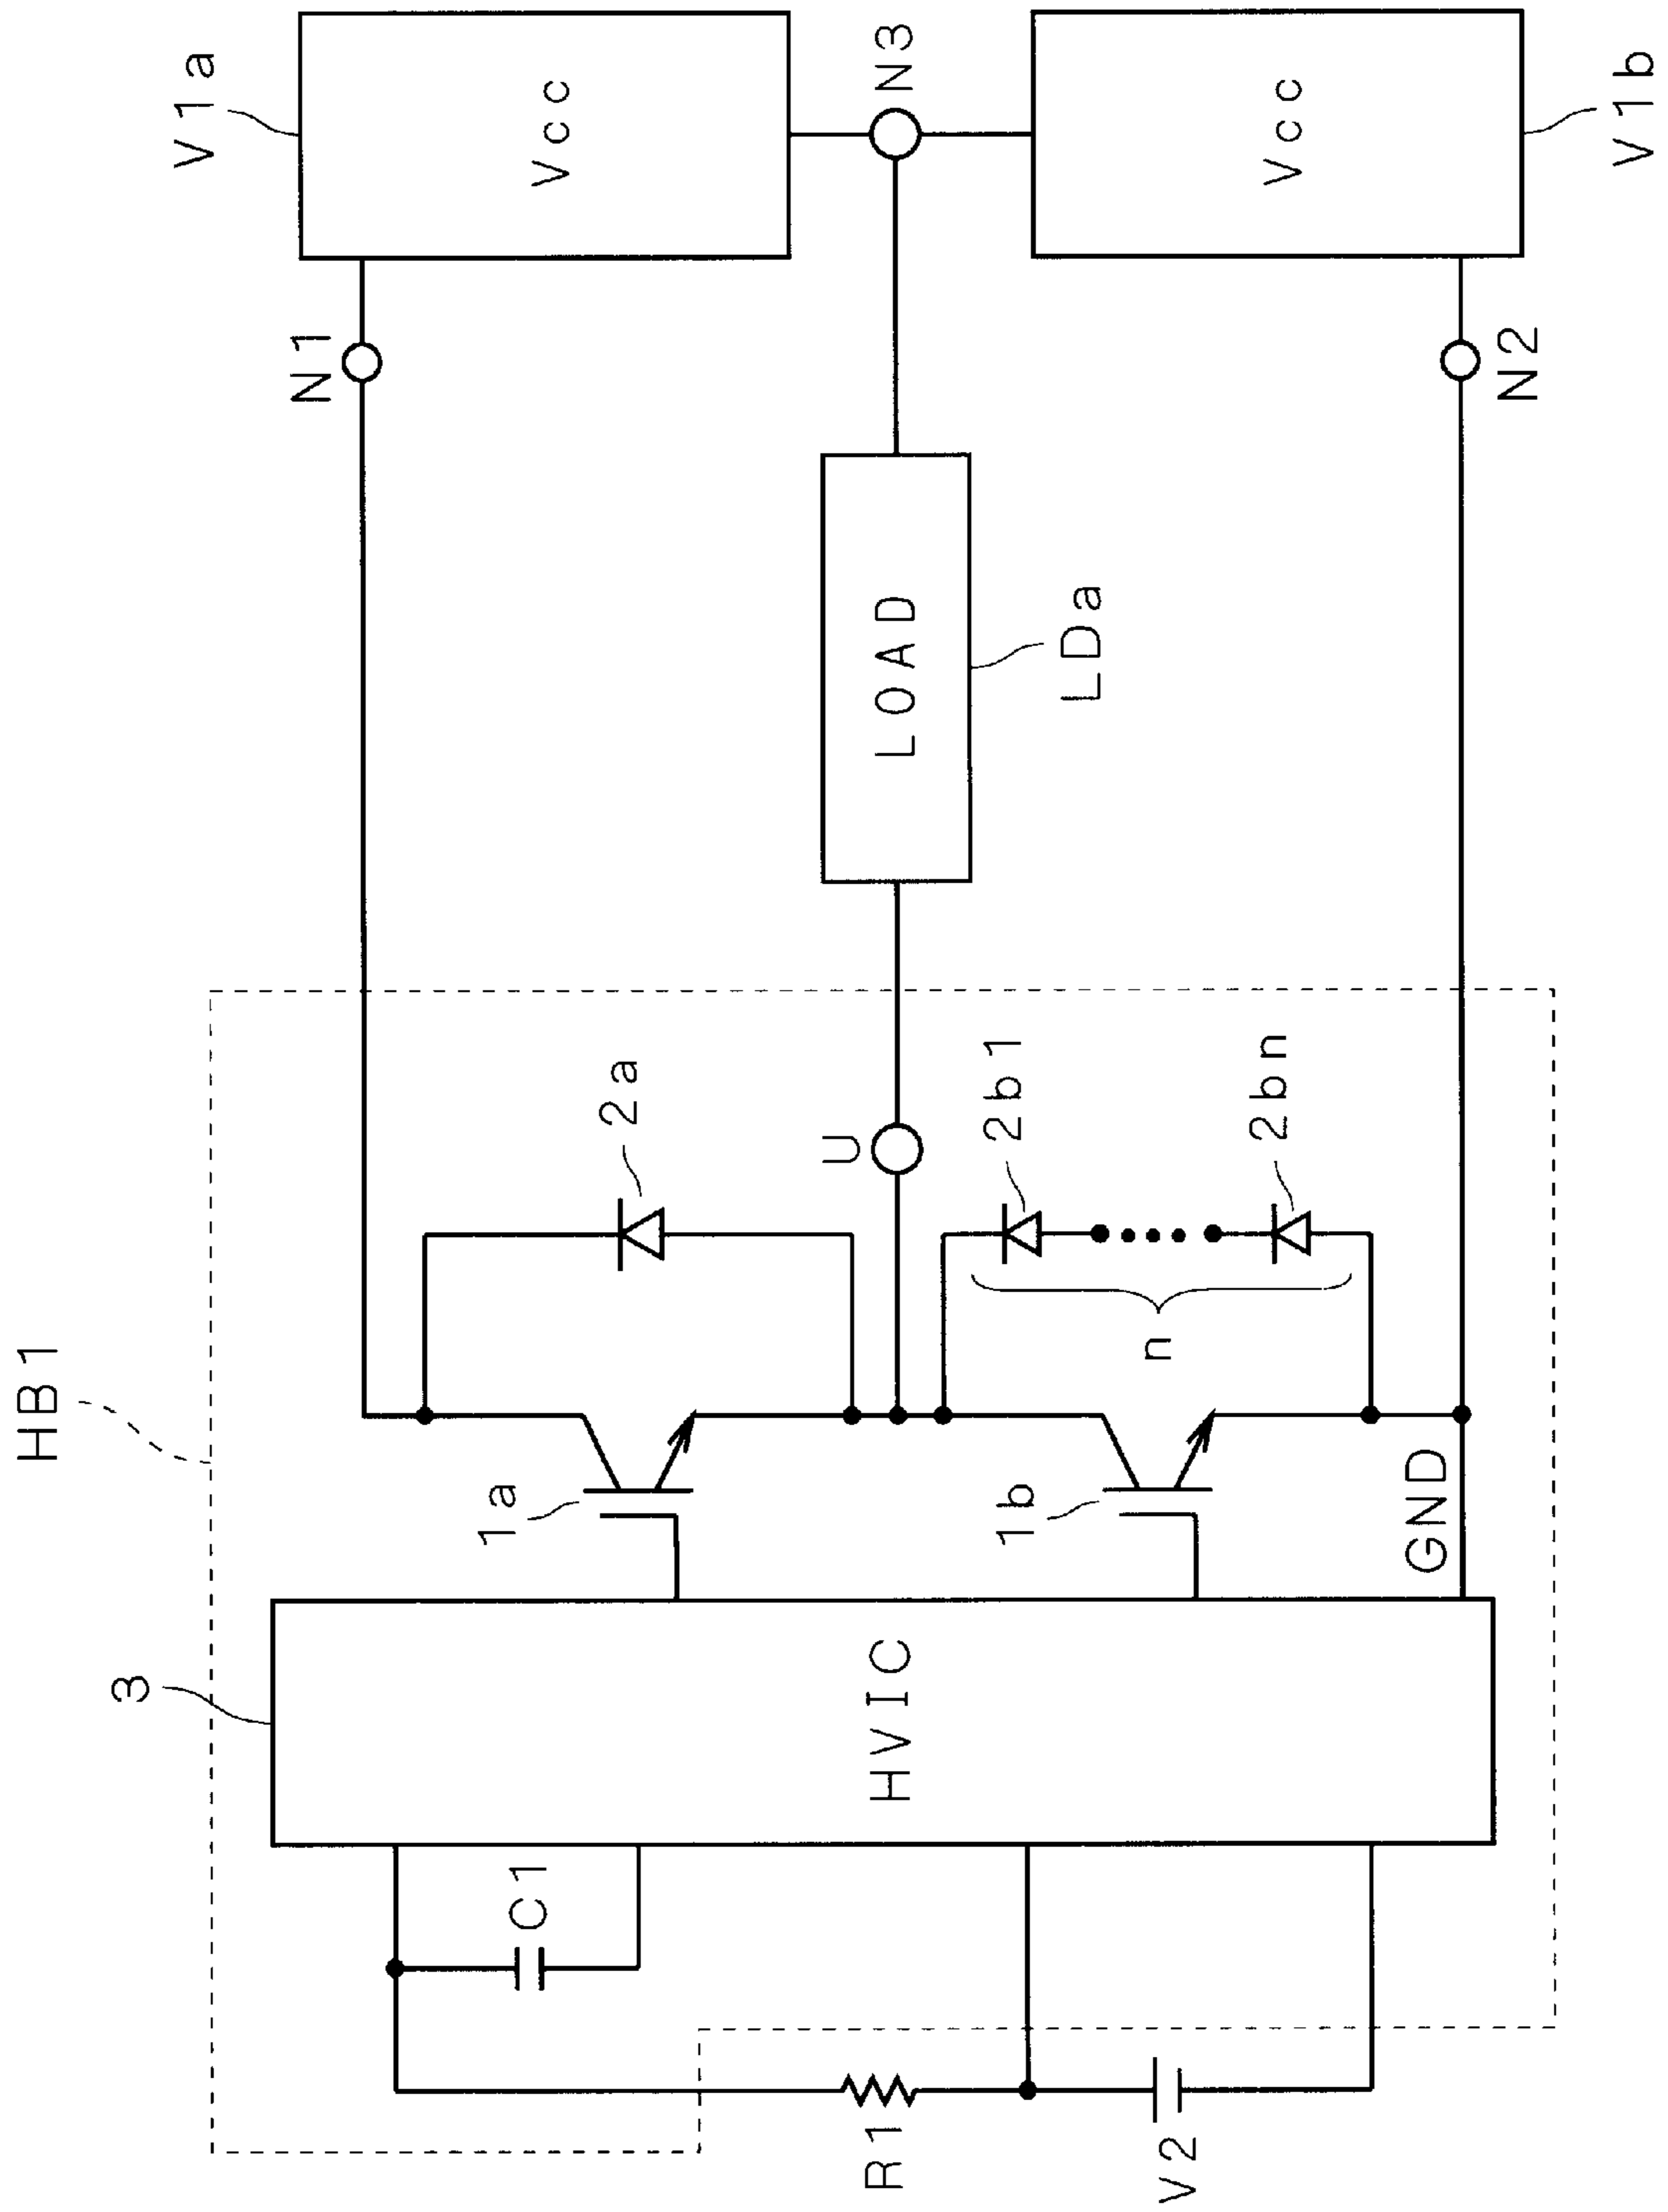 HB1
3
HVIC
C1
R1
V2
1a
1b
GND
2a
U
2b1
2bn
n
LOAD
LDa
N1
N2
N3
V1a
Vcc
Vcc
V1b